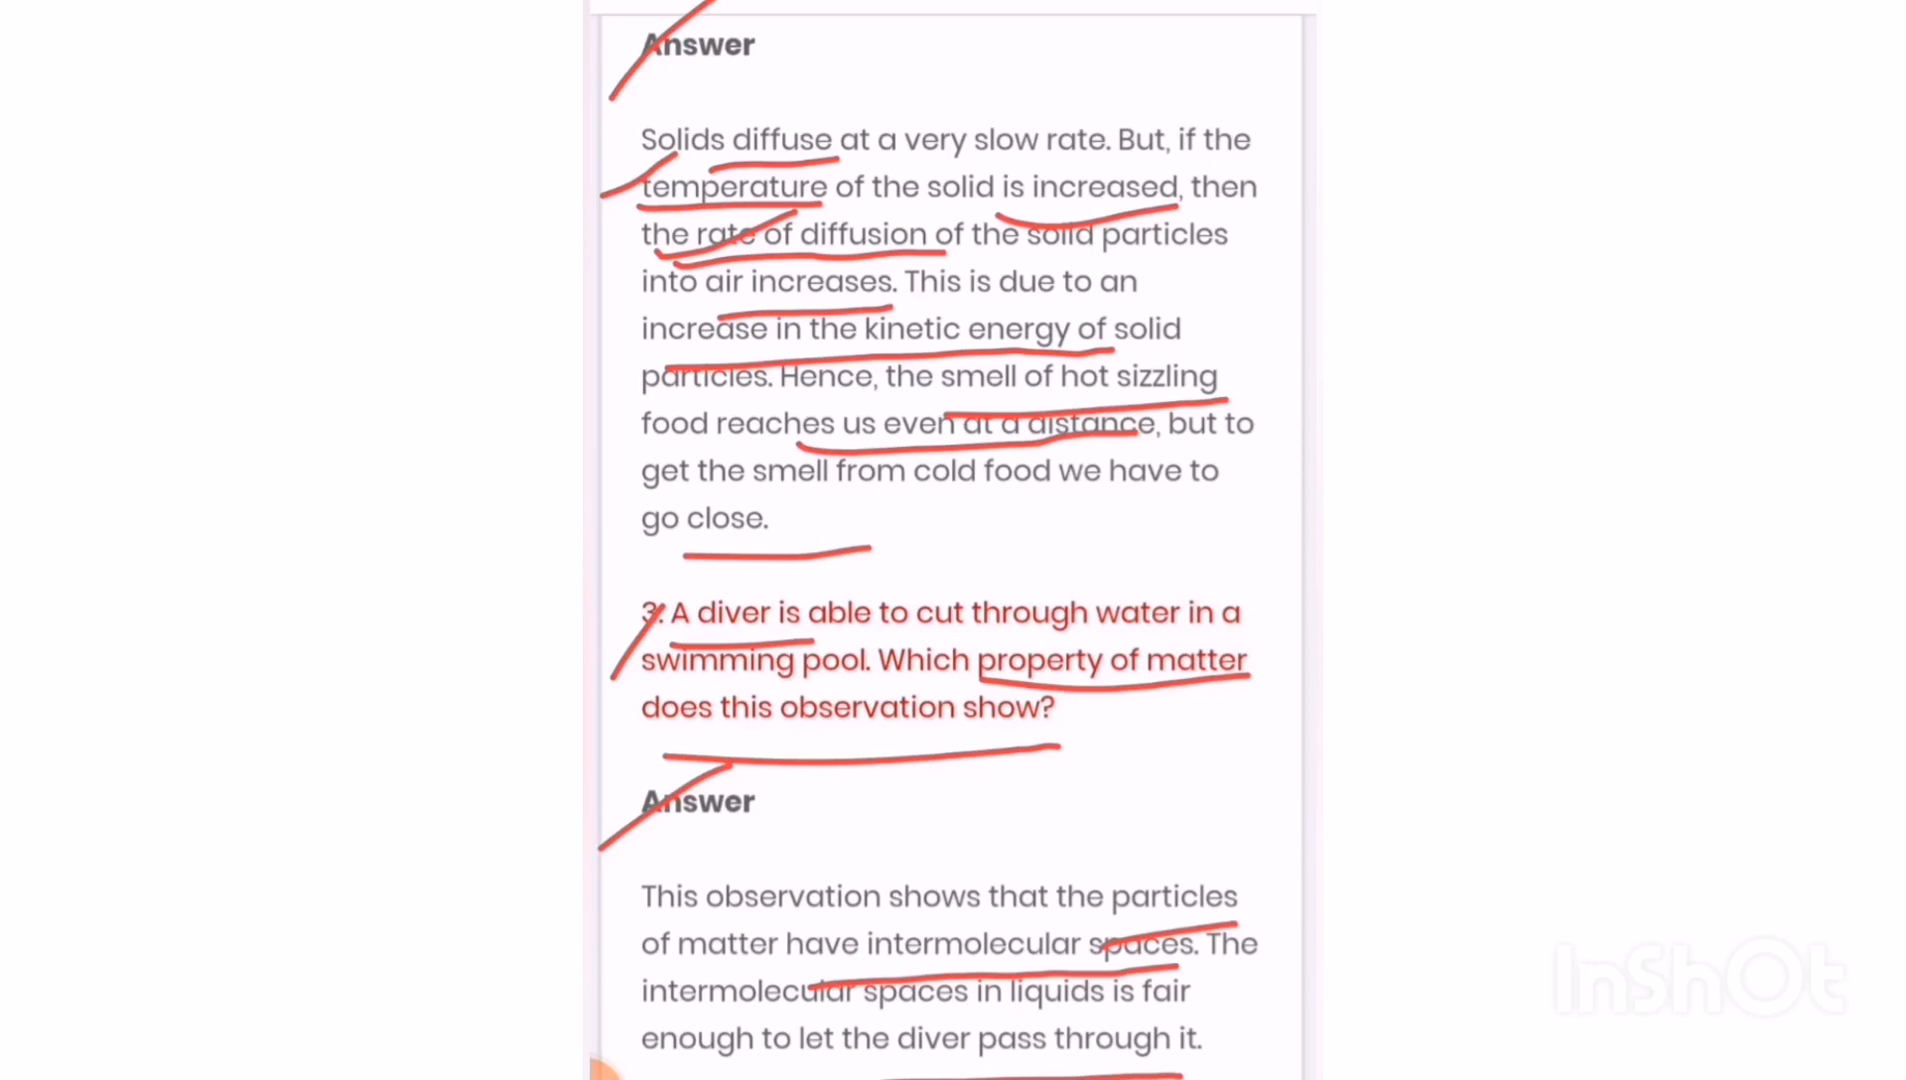 Answer
Solids diffuse at a very slow rate. But, if the
temperature of the solid is increased, then
the rate of diffusion of the solid particles
into air increases. This is due to an
increase in the kinetic energy of solid
particles. Hence, the smell of hot sizzling
food reaches us even at a distance, but to
get the smell from cold food we have to
go close.
3. A diver is able to cut through water in a
swimming pool. Which property of matter
does this observation show?
Answer
This observation shows that the particles
of matter have intermolecular spaces. The
intermolecular spaces in liquids is fair
enough to let the diver pass through it.
InShOt